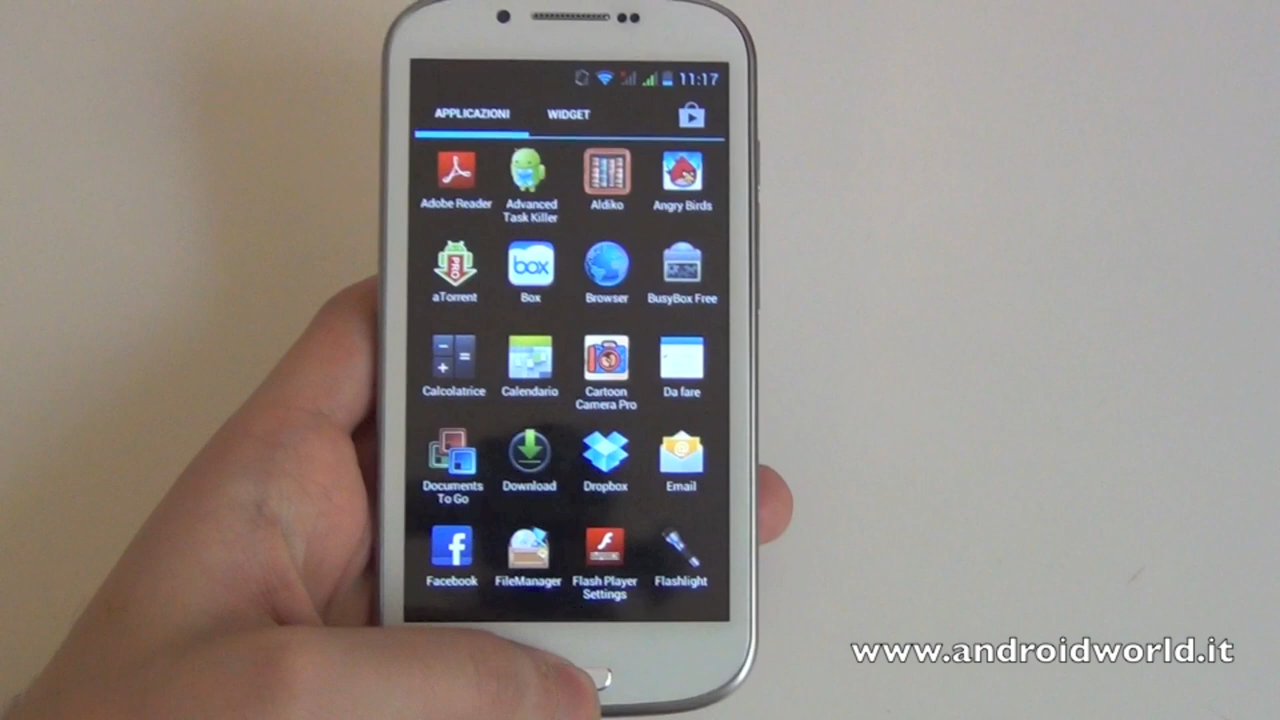 11:17
APPLICAZIONI WIDGET
Adobe Reader
Advanced Task Killer
Aldiko
Angry Birds
PRO
aTorrent
box
Box
Browser
BusyBox Free
Calcolatrice
Calendario
Cartoon Camera Pro
Da fare
Documents To Go
Download
Dropbox
Email
Facebook
FileManager
Flash Player Settings
Flashlight
www.androidworld.it